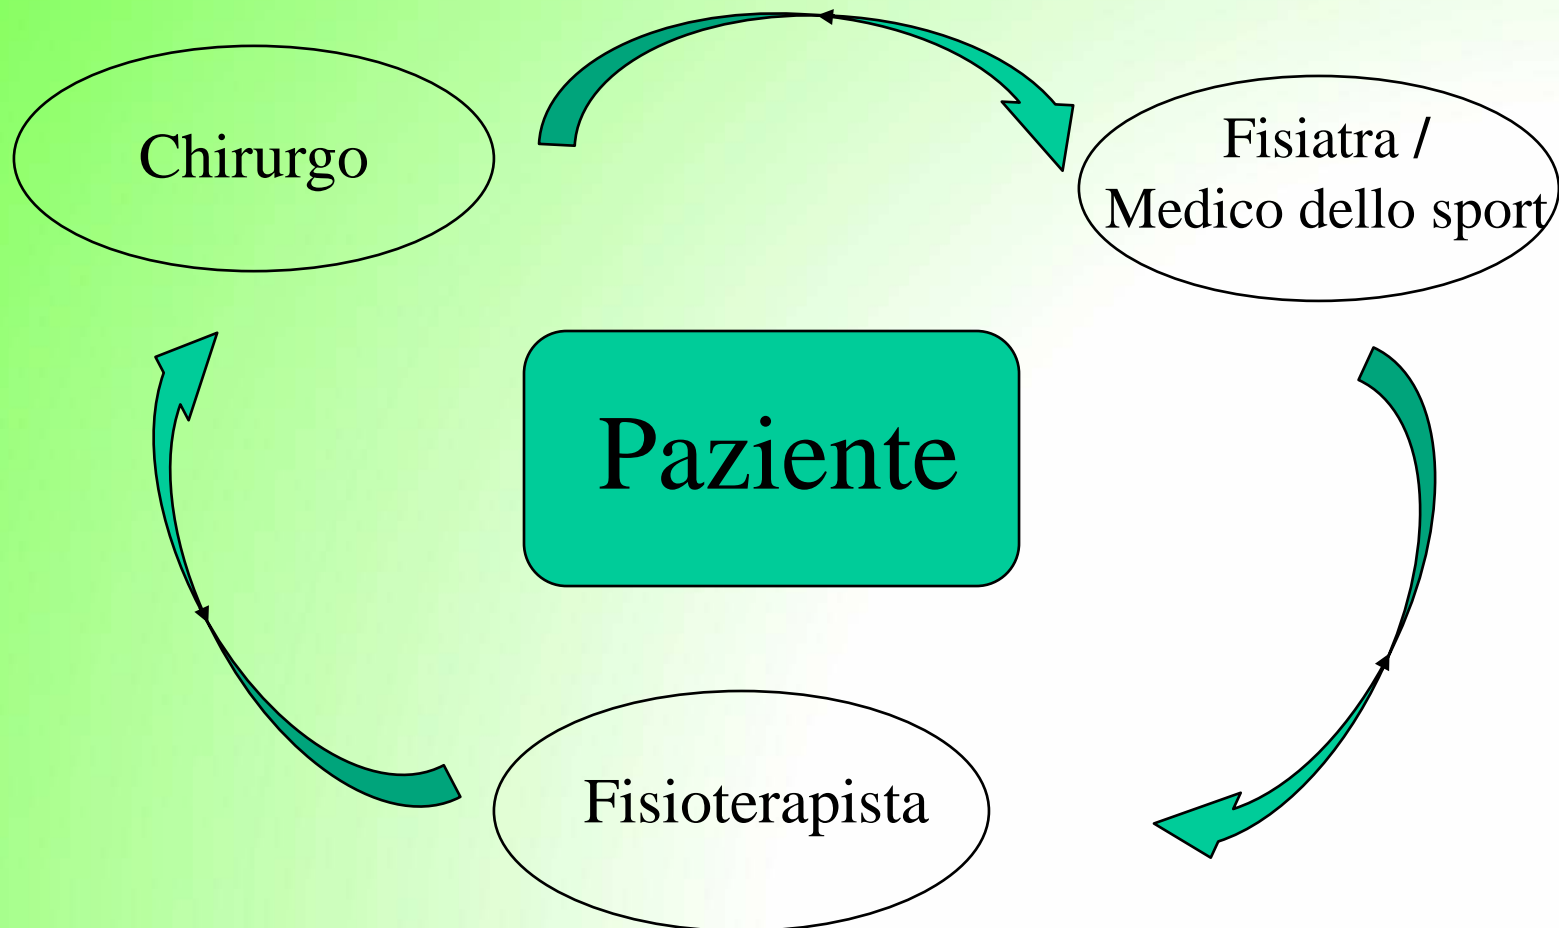 Chirurgo
Fisiatra /
Medico dello sport
Paziente
Fisioterapista